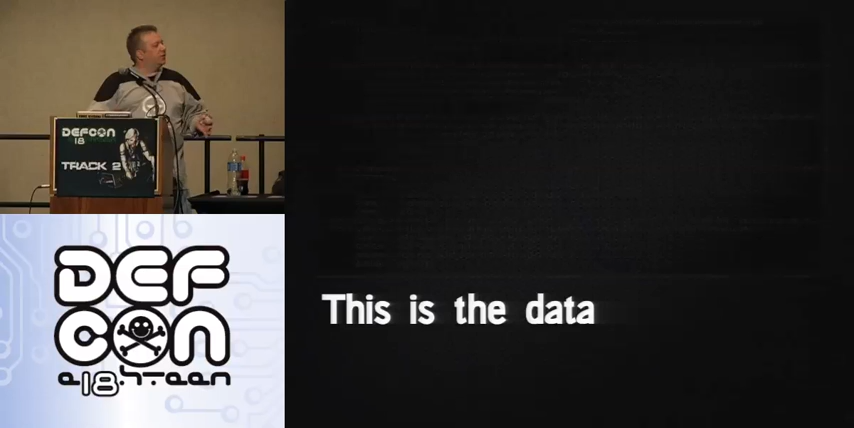 DEFCON
18
TRACK 2
DEF
CON
e18hteen
This is the data